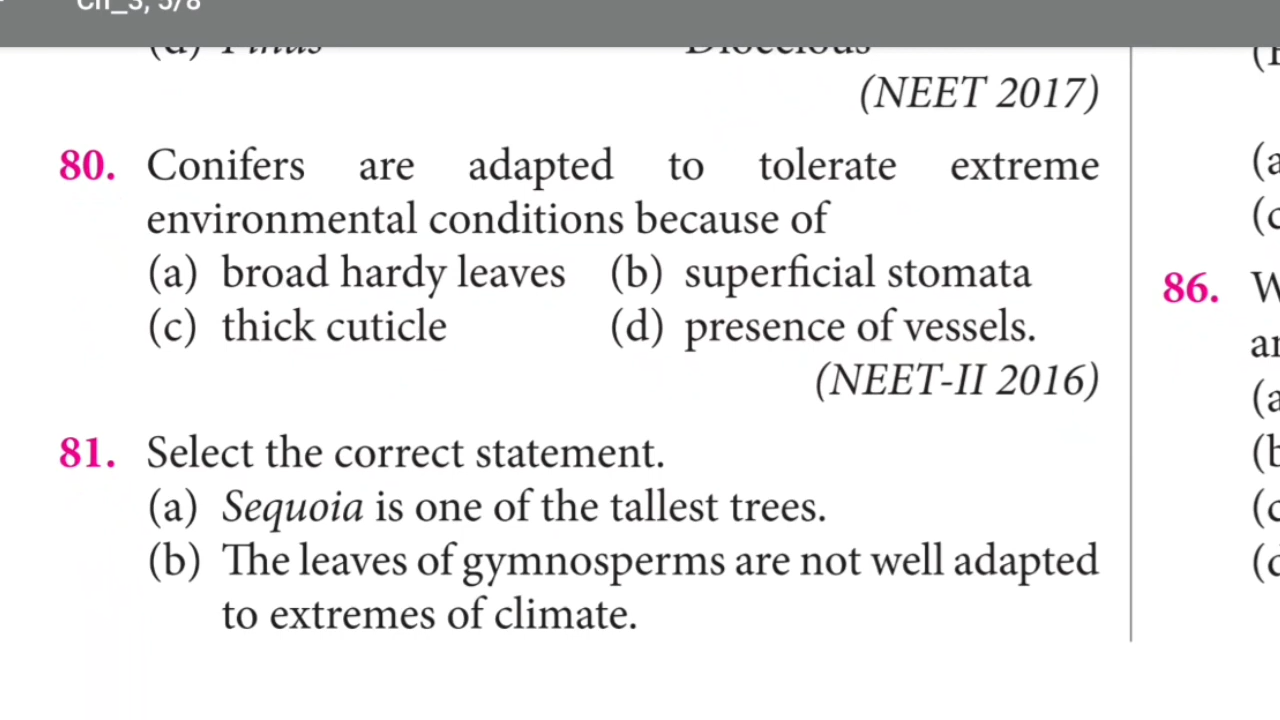 (NEET 2017)
80. Conifers are adapted to tolerate extreme
environmental conditions because of
(a) broad hardy leaves (b) superficial stomata
(c) thick cuticle (d) presence of vessels.
(NEET-II 2016)
81. Select the correct statement.
(a) Sequoia is one of the tallest trees.
(b) The leaves of gymnosperms are not well adapted
to extremes of climate.
86.